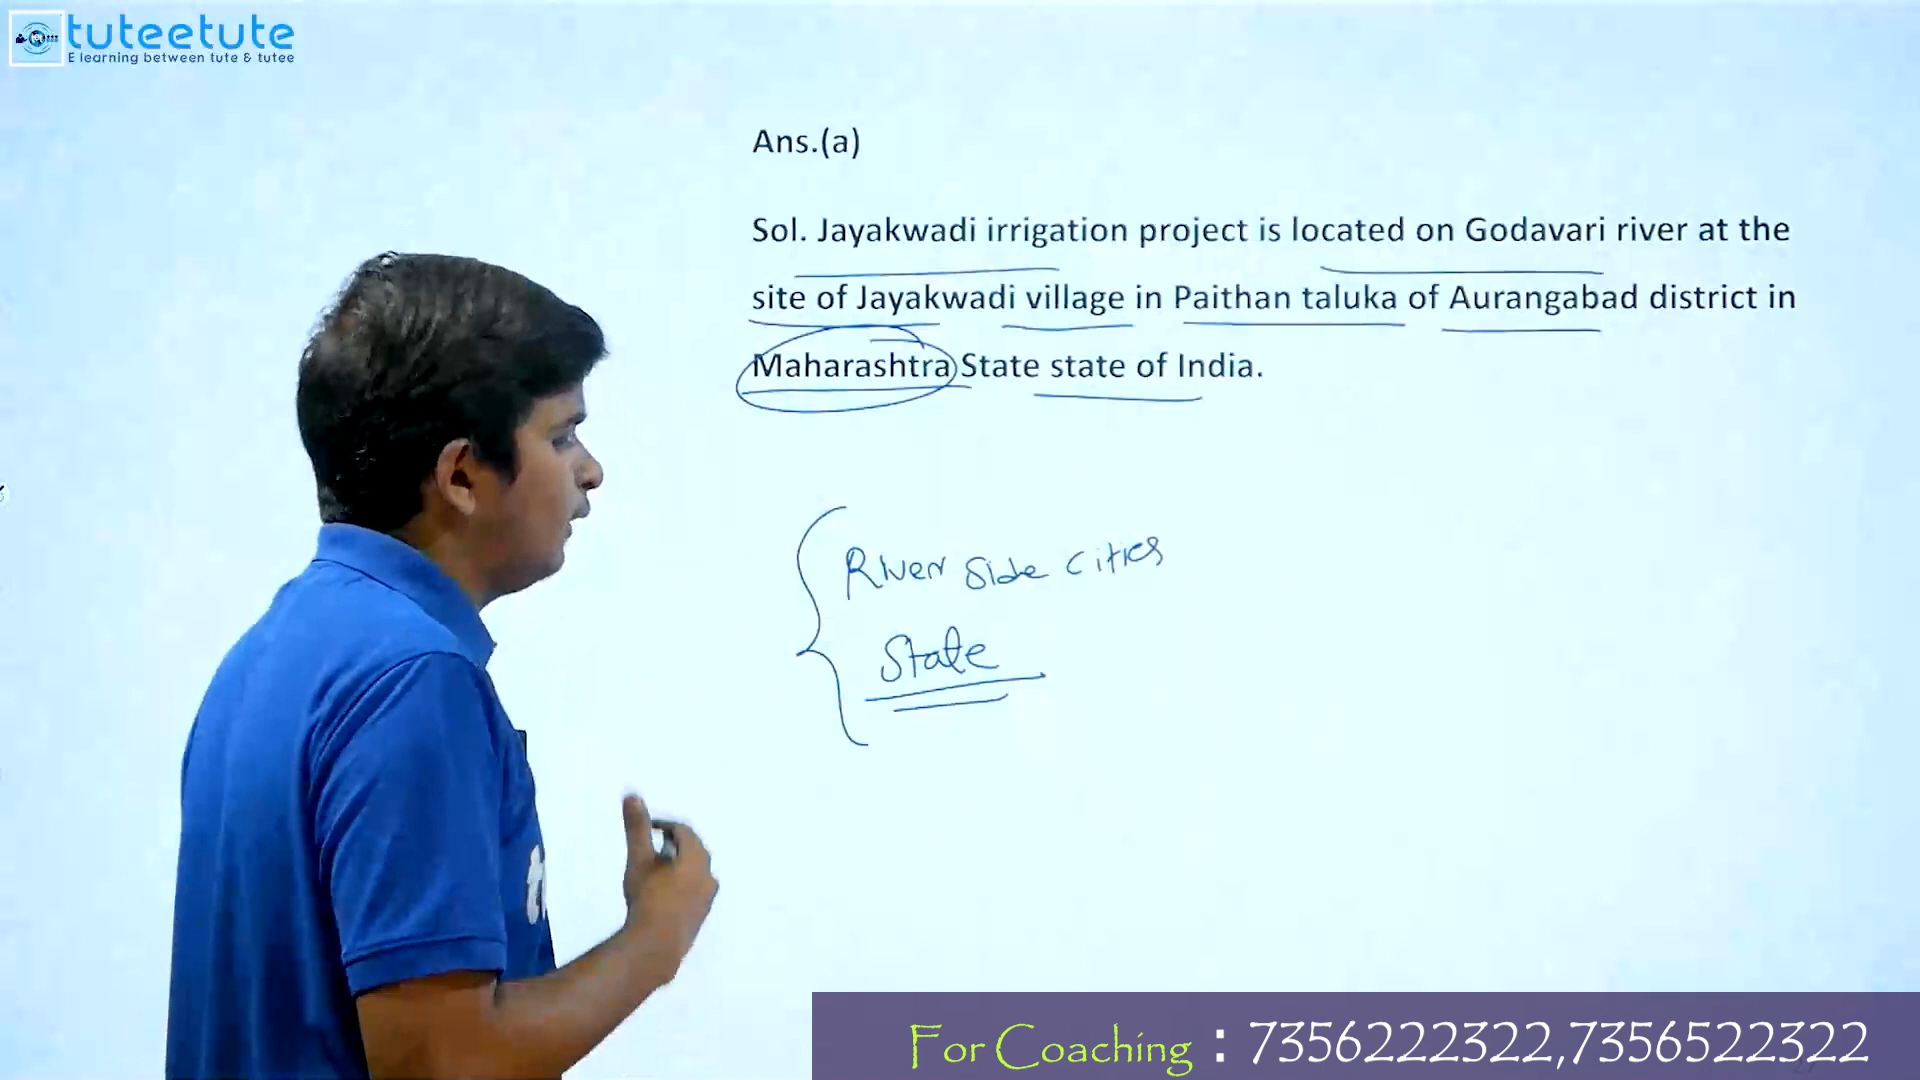 tuteetute
E learning between tute & tutee
Ans.(a)
Sol. Jayakwadi irrigation project is located on Godavari river at the
site of Jayakwadi village in Paithan taluka of Aurangabad district in
Maharashtra State state of India.
River side cities
State
For Coaching : 7356222322,7356522322